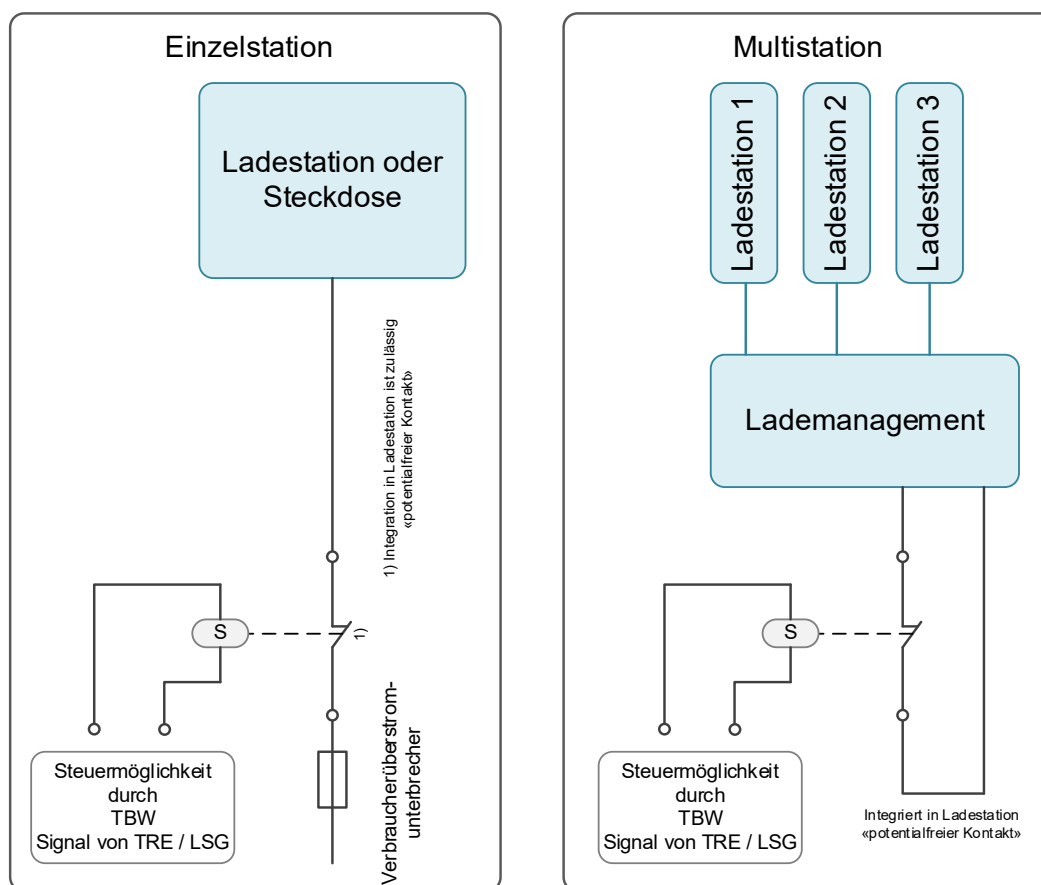 Einzelstation
Ladestation oder
Steckdose
1) Integration in Ladestation ist zulässig
«potentialfreier Kontakt»
S
1)
Verbraucherüberstrom-
unterbrecher
Steuermöglichkeit
durch
TBW
Signal von TRE / LSG
Multistation
Ladestation 1
Ladestation 2
Ladestation 3
Lademanagement
S
Steuermöglichkeit
durch
TBW
Signal von TRE / LSG
Integriert in Ladestation
«potentialfreier Kontakt»